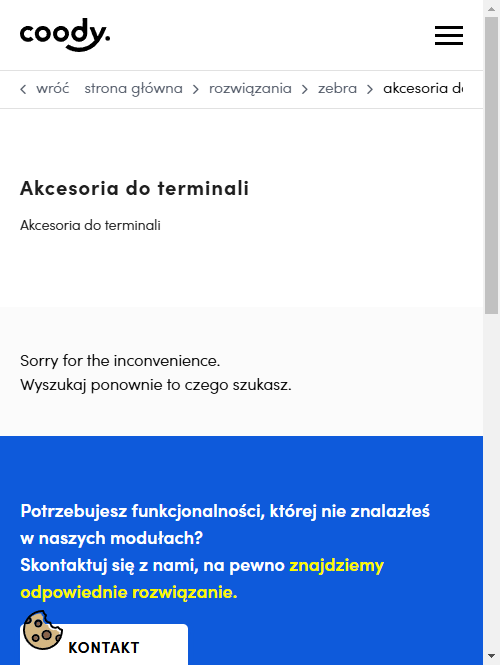 coody.
wróć strona główna rozwiązania zebra akcesoria do
Akcesoria do terminali
Akcesoria do terminali
Sorry for the inconvenience.
Wyszukaj ponownie to czego szukasz.
Potrzebujesz funkcjonalności, której nie znalazłeś
w naszych modułach?
Skontaktuj się z nami, na pewno znajdziemy
odpowiednie rozwiązanie.
KONTAKT